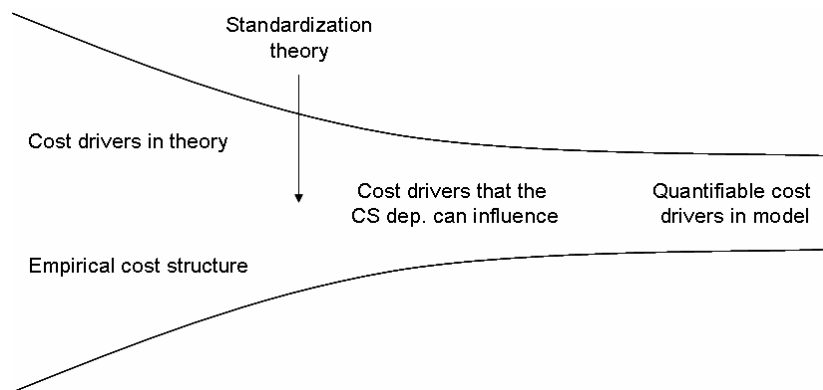 Standardization
theory
Cost drivers in theory
Cost drivers that the
CS dep. can influence
Quantifiable cost
drivers in model
Empirical cost structure